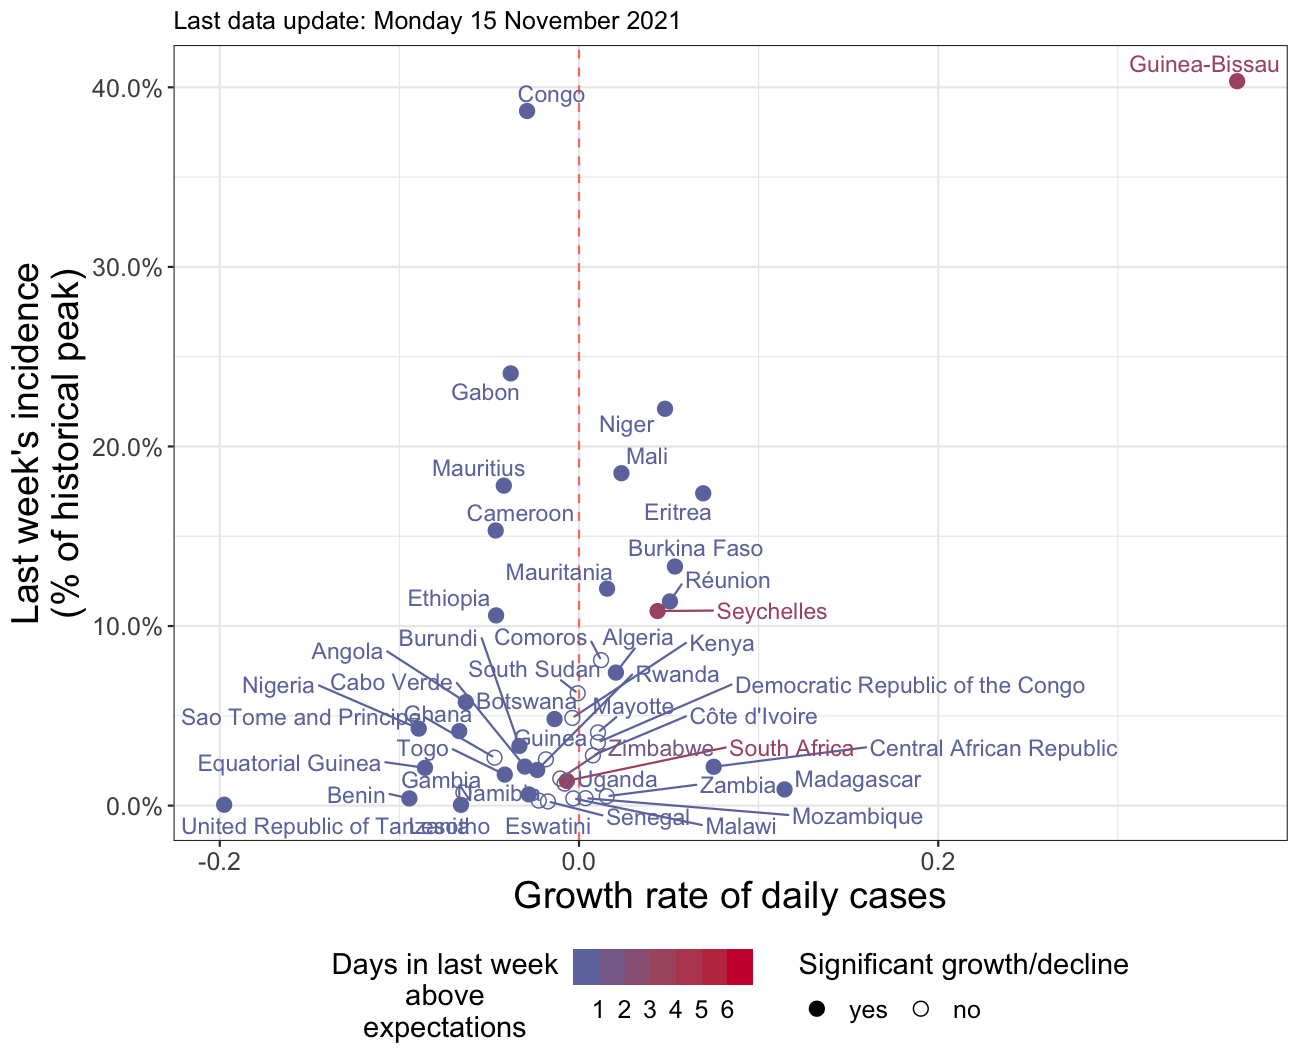 Last data update: Monday 15 November 2021
Guinea-Bissau
40.0%
Congo
30.0%
Last week's incidence
(% of historical peak)
Gabon
Niger
20.0%
Mali
Mauritius
Eritrea
Cameroon
Burkina Faso
Mauritania
Réunion
Ethiopia
Seychelles
10.0%
Burundi
Comoros
Algeria
Kenya
Angola
South Sudan
Rwanda
Nigeria
Cabo Verde
Democratic Republic of the Congo
Botswana
Mayotte
Sao Tome and Principe
Ghana
Côte d'Ivoire
Guinea
Togo
Zimbabwe
South Africa
Central African Republic
Equatorial Guinea
Gambia
Uganda
Zambia
Madagascar
Benin
Namibia
0.0%
Senegal
Mozambique
United Republic of Tanzania
Lesotho
Eswatini
Malawi
-0.2
0.0
0.2
Growth rate of daily cases
Days in last week
above
expectations
1 2 3 4 5 6
Significant growth/decline
yes
no